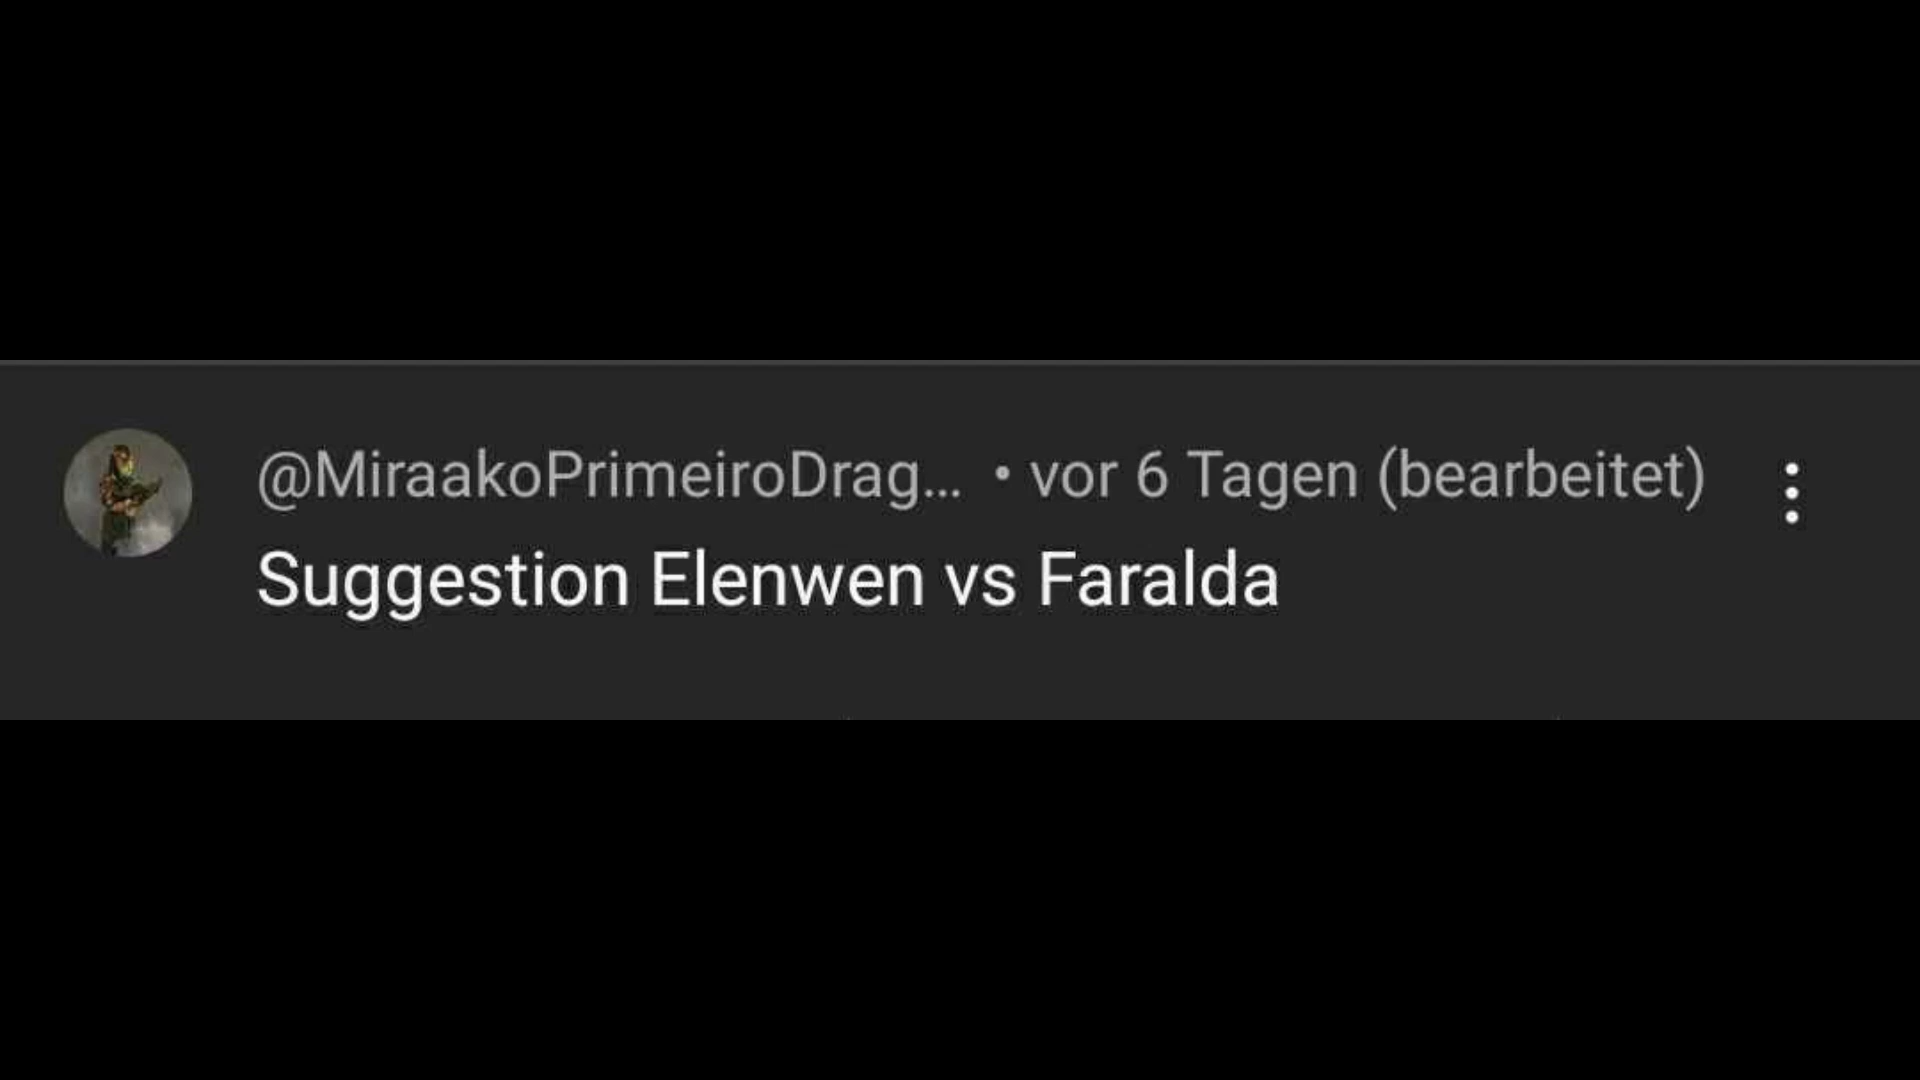 @MiraakoPrimeiroDrag... • vor 6 Tagen (bearbeitet)
Suggestion Elenwen vs Faralda